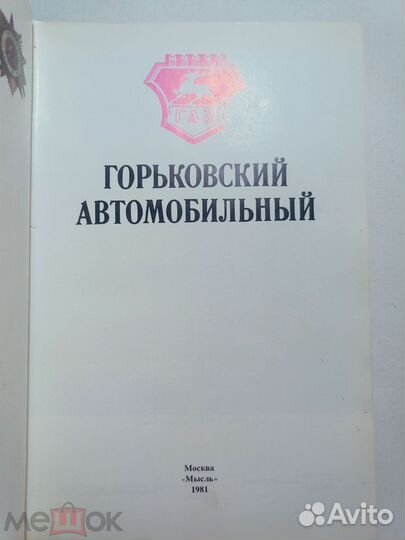 ГАЗ
ГОРЬКОВСКИЙ
АВТОМОБИЛЬНЫЙ
Москва
«Мысль»
1981
мешок
Avito